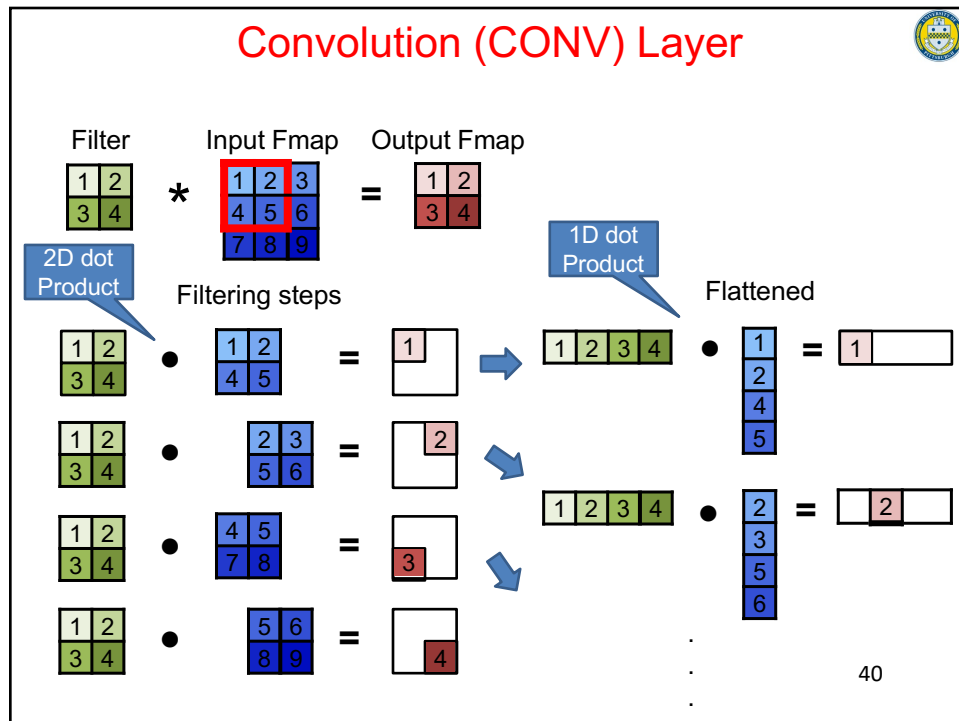 Convolution (CONV) Layer
UNIVERSITY OF PITTSBURGH
Filter Input Fmap Output Fmap
1 2 * 1 2 3 = 1 2
3 4 4 5 6 3 4
7 8 9
2D dot
Product
1D dot
Product
Filtering steps
Flattened
1 2 • 1 2 = 1
3 4 4 5
1 2 3 4 • 1 = 1
2
4
5
1 2 • 2 3 = 2
3 4 5 6
1 2 3 4 • 2 = 2
3
5
6
1 2 • 4 5 = 3
3 4 7 8
1 2 • 5 6 = 4
3 4 8 9
.
.
.
40